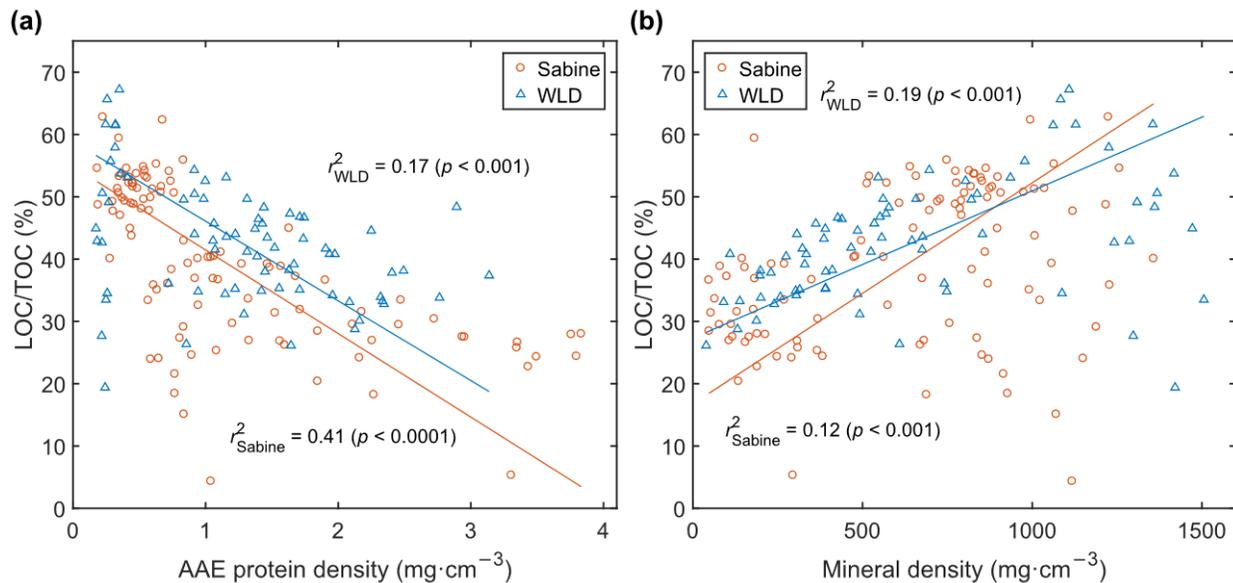 (a)
LOC/TOC (%)
70
60
50
40
30
20
10
0
0 1 2 3 4
AAE protein density (mg·cm⁻³)
Sabine
WLD
r²WLD = 0.17 (p < 0.001)
r²Sabine = 0.41 (p < 0.0001)
(b)
LOC/TOC (%)
70
60
50
40
30
20
10
0
0 500 1000 1500
Mineral density (mg·cm⁻³)
Sabine
WLD
r²WLD = 0.19 (p < 0.001)
r²Sabine = 0.12 (p < 0.001)